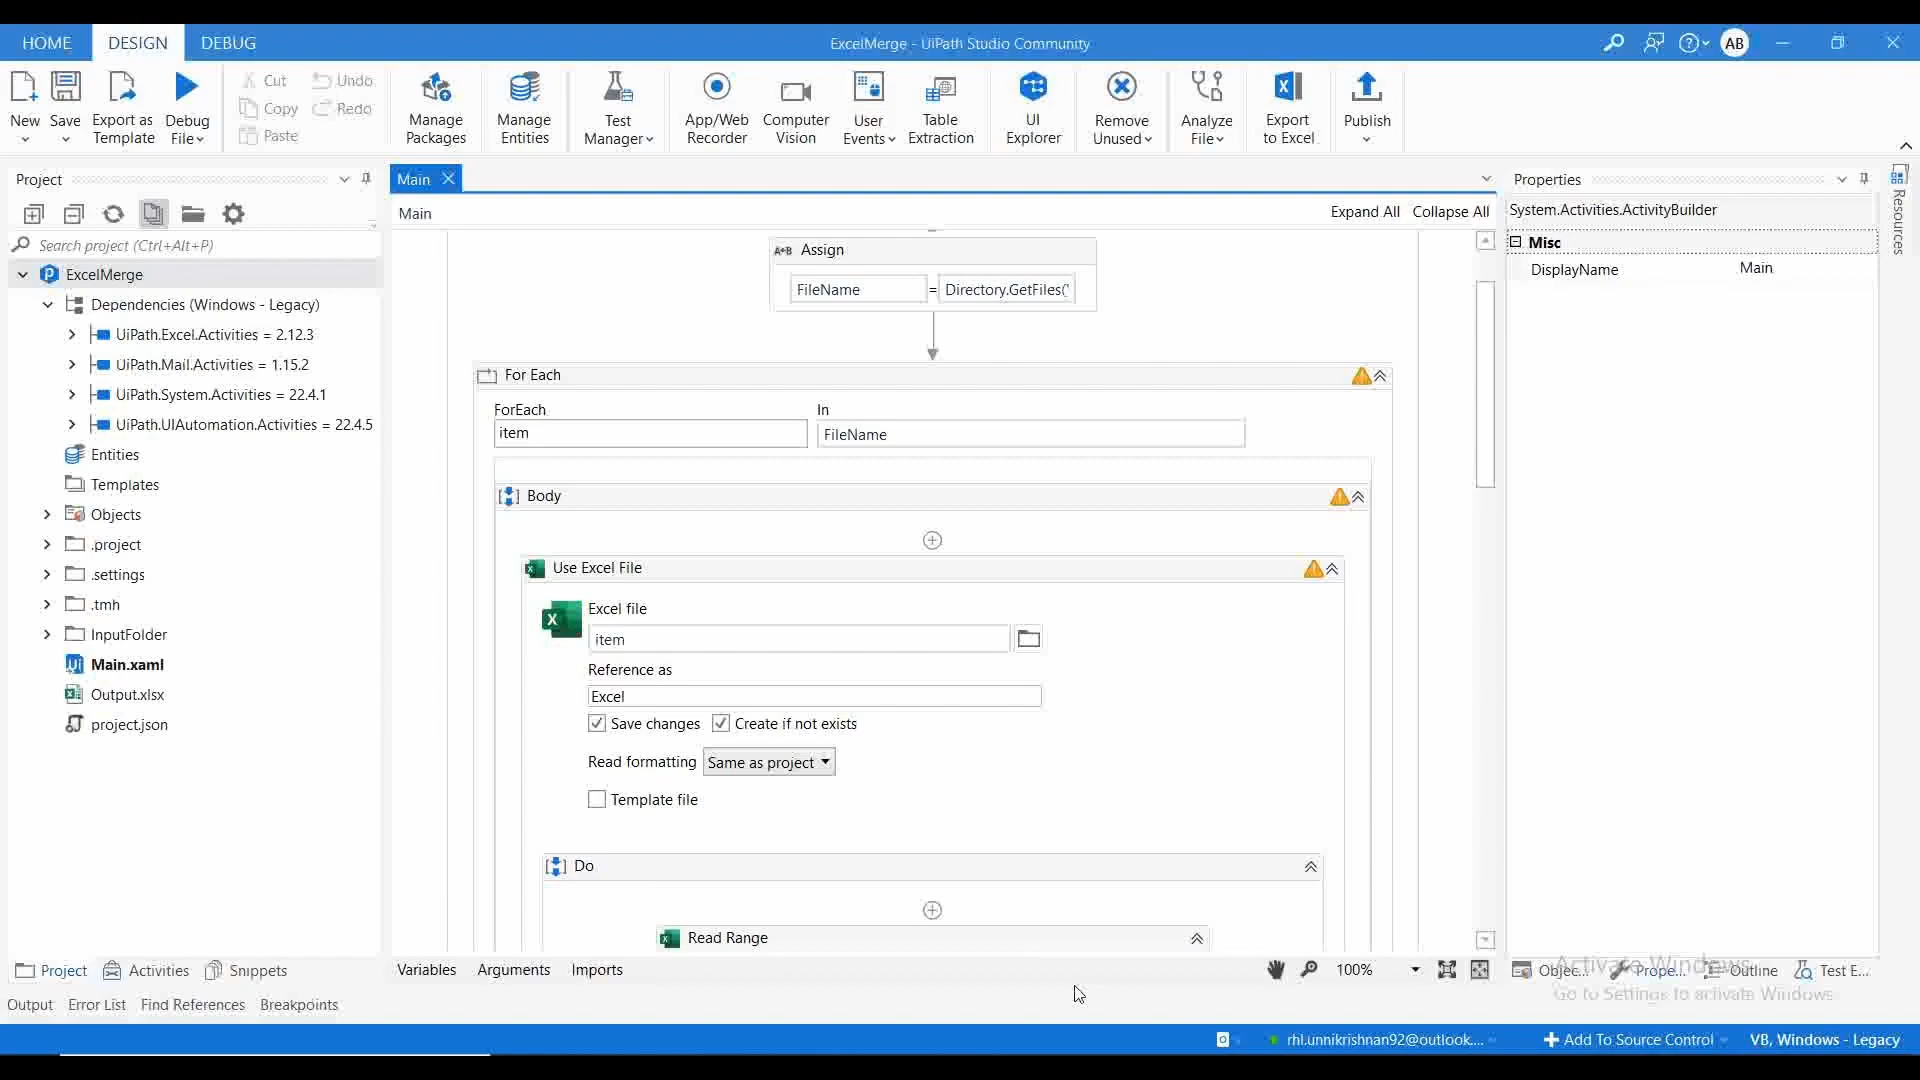 HOME DESIGN DEBUG ExcelMerge - UiPath Studio Community AB
New Save Export as Template Debug File Cut Copy Paste Undo Redo Manage Packages Manage Entities Test Manager App/Web Recorder Computer Vision User Events Table Extraction UI Explorer Remove Unused Analyze File Export to Excel Publish
Project
Search project (Ctrl+Alt+P)
ExcelMerge
Dependencies (Windows - Legacy)
UiPath.Excel.Activities = 2.12.3
UiPath.Mail.Activities = 1.15.2
UiPath.System.Activities = 22.4.1
UiPath.UIAutomation.Activities = 22.4.5
Entities
Templates
Objects
.project
.settings
.tmh
InputFolder
Main.xaml
Output.xlsx
project.json
Project Activities Snippets
Main
Main Expand All Collapse All
A+B Assign
FileName = Directory.GetFiles('
For Each
ForEach In
item FileName
Body
Use Excel File
Excel file
item
Reference as
Excel
Save changes Create if not exists
Read formatting Same as project
Template file
Do
Read Range
Variables Arguments Imports 100%
Properties
System.Activities.ActivityBuilder
Misc
DisplayName Main
Resources
Objec... Prope... Outline Test E...
Activate Windows
Go to Settings to activate Windows.
Output Error List Find References Breakpoints
rhl.unnikrishnan92@outlook.... Add To Source Control VB, Windows - Legacy